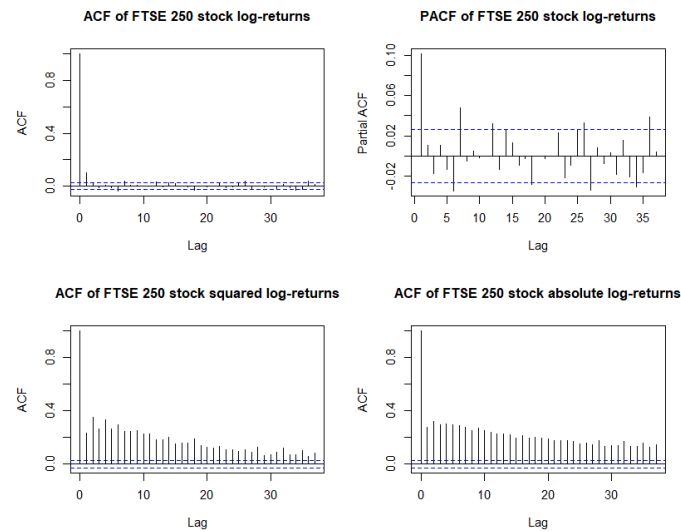 ACF of FTSE 250 stock log-returns
ACF
0.0 0.4 0.8
0 10 20 30
Lag
PACF of FTSE 250 stock log-returns
Partial ACF
-0.02 0.02 0.06 0.10
0 5 10 15 20 25 30 35
Lag
ACF of FTSE 250 stock squared log-returns
ACF
0.0 0.4 0.8
0 10 20 30
Lag
ACF of FTSE 250 stock absolute log-returns
ACF
0.0 0.4 0.8
0 10 20 30
Lag